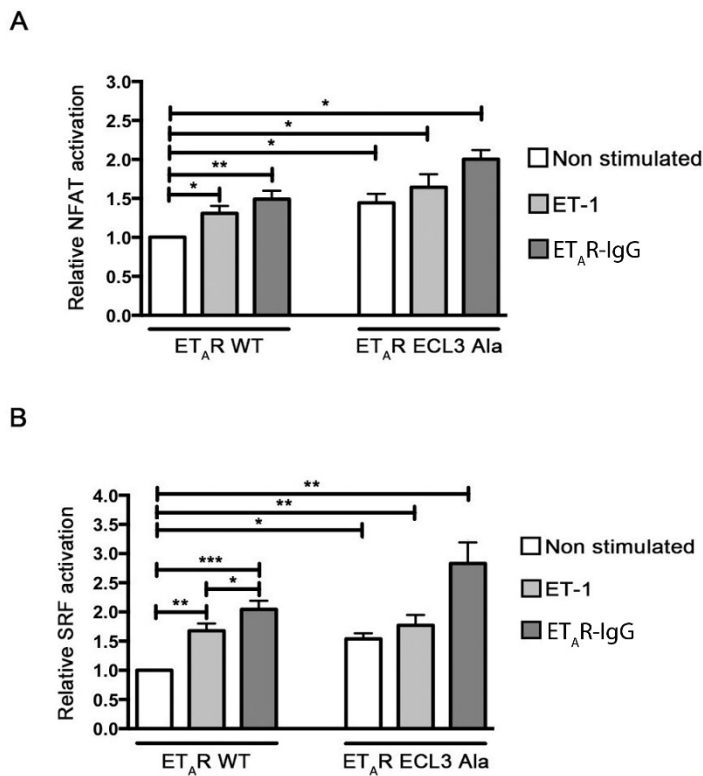 A
Relative NFAT activation
3.0
2.5
2.0
1.5
1.0
0.5
0.0
*
*
*
**
*
Non stimulated
ET-1
ETAR-IgG
ETAR WT
ETAR ECL3 Ala
B
Relative SRF activation
4.0
3.5
3.0
2.5
2.0
1.5
1.0
0.5
0.0
**
**
*
***
*
**
Non stimulated
ET-1
ETAR-IgG
ETAR WT
ETAR ECL3 Ala